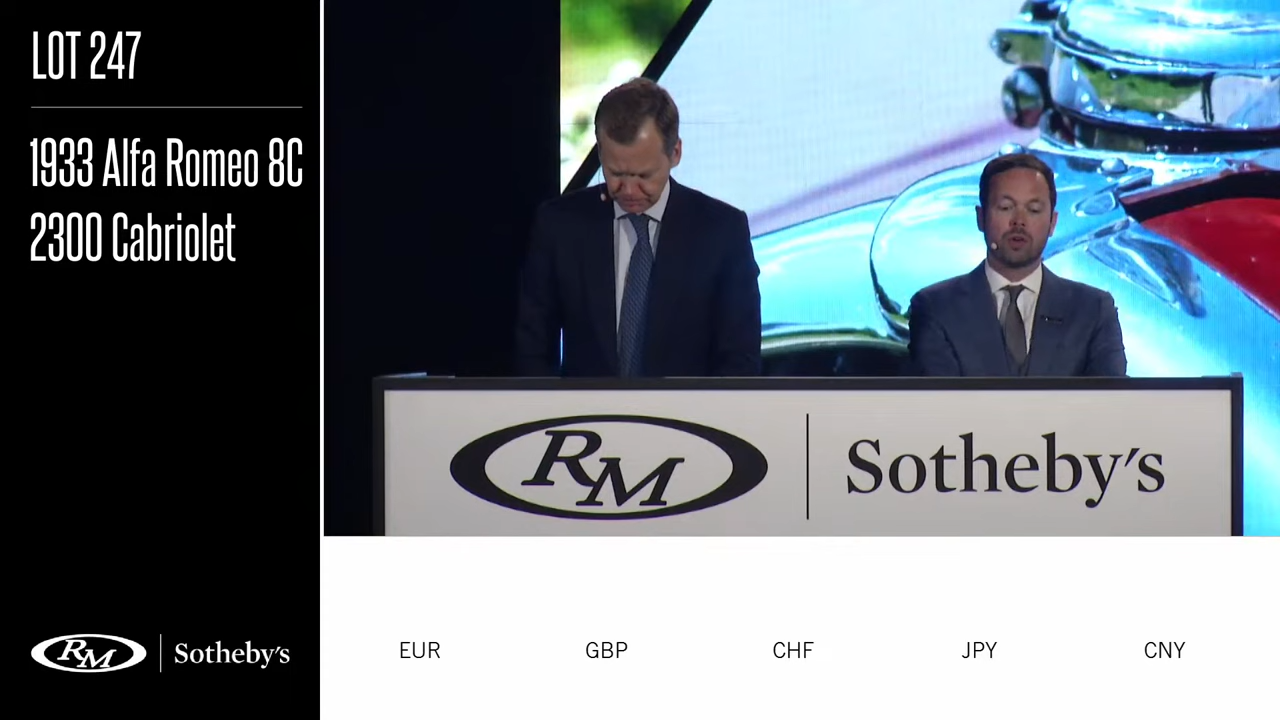 LOT 247
1933 Alfa Romeo 8C
2300 Cabriolet
RM Sotheby's
RM Sotheby's
EUR GBP CHF JPY CNY